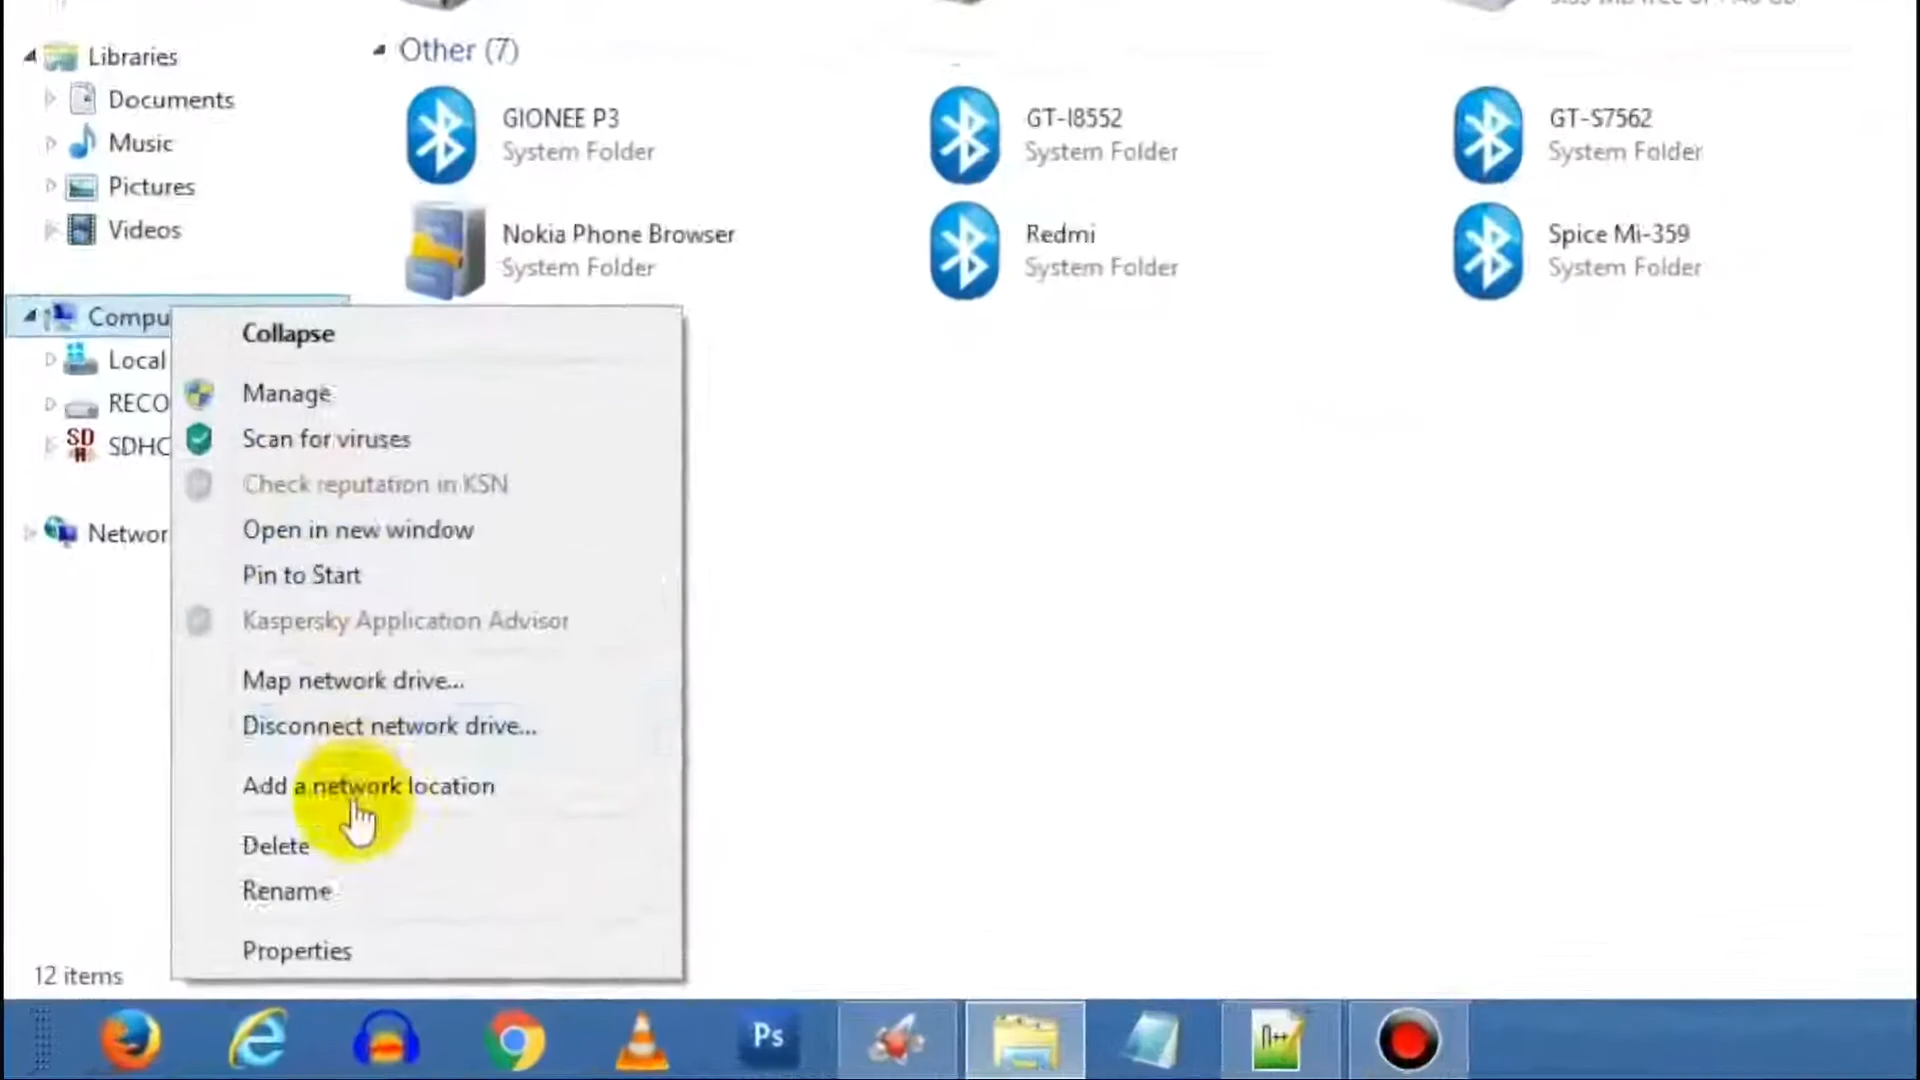 Libraries
Documents
Music
Pictures
Videos
Compu
Local
RECO
SDHC
Networ
Other (7)
GIONEE P3
System Folder
GT-I8552
System Folder
GT-S7562
System Folder
Nokia Phone Browser
System Folder
Redmi
System Folder
Spice Mi-359
System Folder
Collapse
Manage
Scan for viruses
Check reputation in KSN
Open in new window
Pin to Start
Kaspersky Application Advisor
Map network drive...
Disconnect network drive...
Add a network location
Delete
Rename
Properties
12 items
SD
Ps
n++